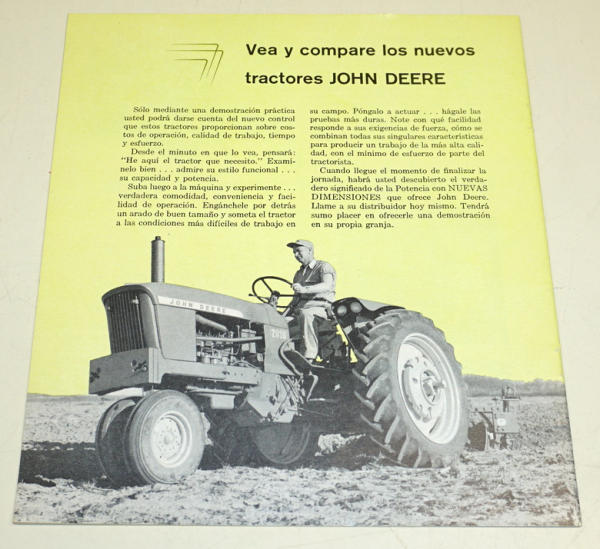 Vea y compare los nuevos
tractores JOHN DEERE
Sólo mediante una demostración práctica
usted podrá darse cuenta del nuevo control
que estos tractores proporcionan sobre cos-
tos de operación, calidad de trabajo, tiempo
y esfuerzo.
Desde el minuto en que lo vea, pensará:
"He aquí el tractor que necesito." Examí-
nelo bien . . . admire su estilo funcional . . .
su capacidad y potencia.
Suba luego a la máquina y experimente . . .
verdadera comodidad, conveniencia y faci-
lidad de operación. Engánchele por detrás
un arado de buen tamaño y someta el tractor
a las condiciones más difíciles de trabajo en
su campo. Póngalo a actuar . . . hágale las
pruebas más duras. Note con qué facilidad
responde a sus exigencias de fuerza, cómo se
combinan todas sus singulares características
para producir un trabajo de la más alta cali-
dad, con el mínimo de esfuerzo de parte del
tractorista.
Cuando llegue el momento de finalizar la
jornada, habrá usted descubierto el verda-
dero significado de la Potencia con NUEVAS
DIMENSIONES que ofrece John Deere.
Llame a su distribuidor hoy mismo. Tendrá
sumo placer en ofrecerle una demostración
en su propia granja.
JOHN DEERE